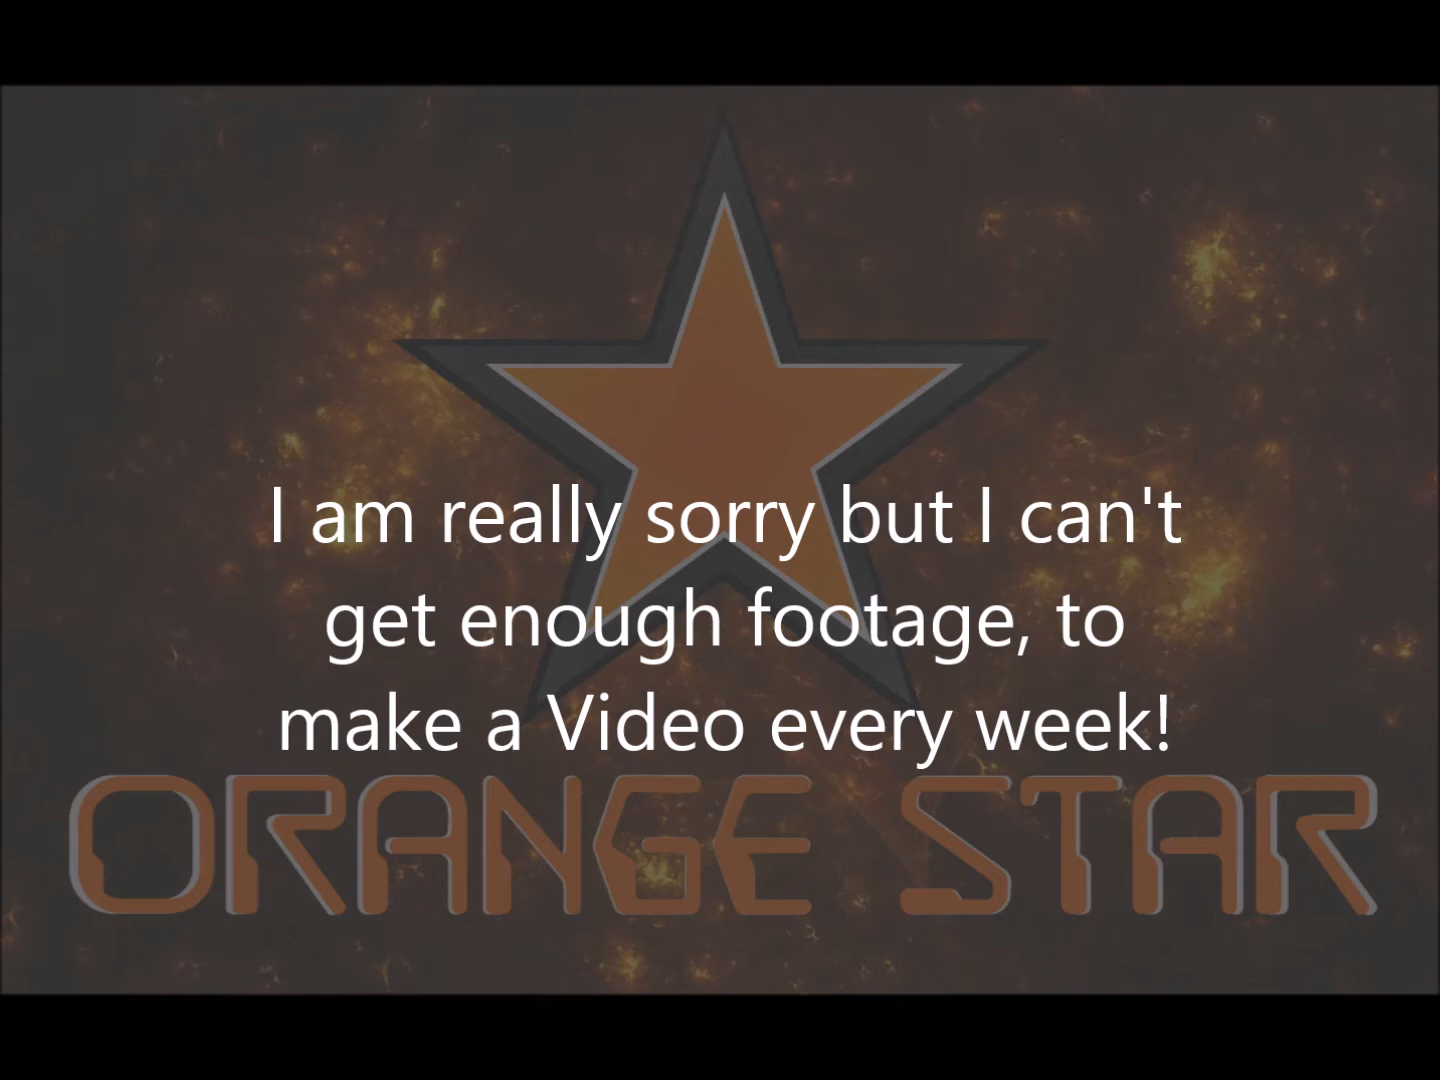 I am really sorry but I can't
get enough footage, to
make a Video every week!
ORANGE STAR